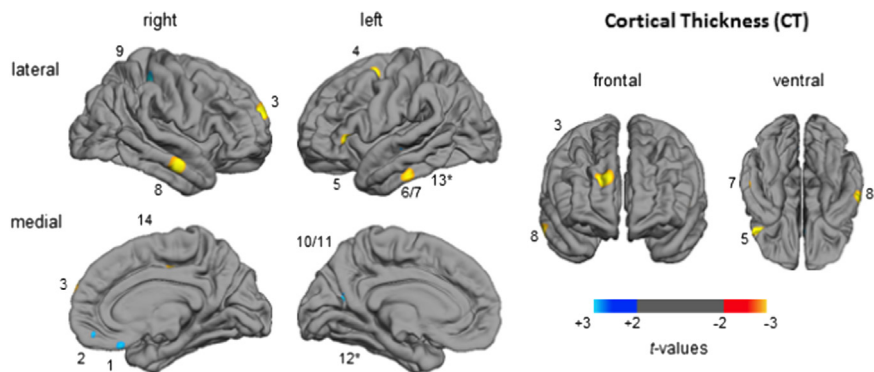 right
left
Cortical Thickness (CT)
lateral
9
3
8
4
5
6/7
13*
frontal
ventral
3
8
7
8
5
medial
14
3
2
1
10/11
12*
+3
+2
-2
-3
t-values